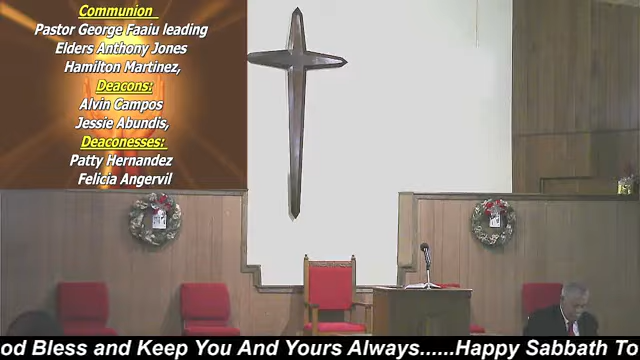 Communion
Pastor George Faaiu leading
Elders Anthony Jones
Hamilton Martinez,
Deacons:
Alvin Campos
Jessie Abundis,
Deaconesses:
Patty Hernandez
Felicia Angervil
od Bless and Keep You And Yours Always......Happy Sabbath To